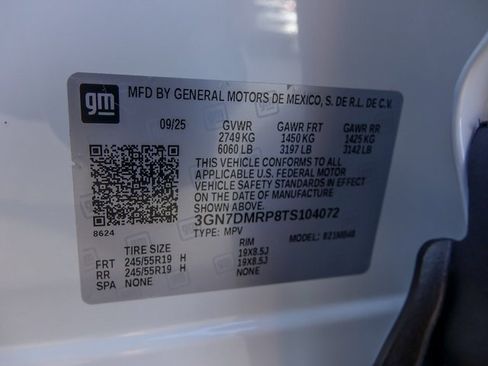 gm
MFD BY GENERAL MOTORS DE MEXICO, S. DE R.L. DE C.V.
09/25 GVWR GAWR FRT GAWR RR
2749 KG 1450 KG 1425 KG
6060 LB 3197 LB 3142 LB
THIS VEHICLE CONFORMS TO ALL
APPLICABLE U.S. FEDERAL MOTOR
VEHICLE SAFETY STANDARDS IN EFFECT
ON THE DATE OF MANUFACTURE SHOWN ABOVE.
8624
3GN7DMRP8TS104072
TYPE: MPV MODEL:
TIRE SIZE RIM
FRT 245/55R19 H 19X8.5J
RR 245/55R19 H 19X8.5J
SPA NONE NONE